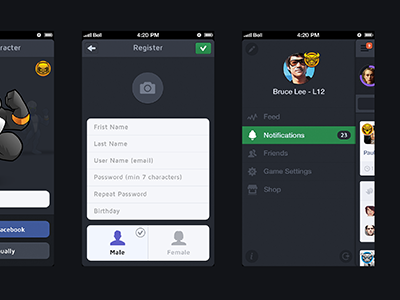 racter
acebook
ually
Bell 4:20 PM
Register
Frist Name
Last Name
User Name (email)
Password (min 7 characters)
Repeat Password
Birthday
Male
Female
Bell 4:20 PM
Bruce Lee - L12
Feed
Notifications 23
Friends
Game Settings
Shop
Paul